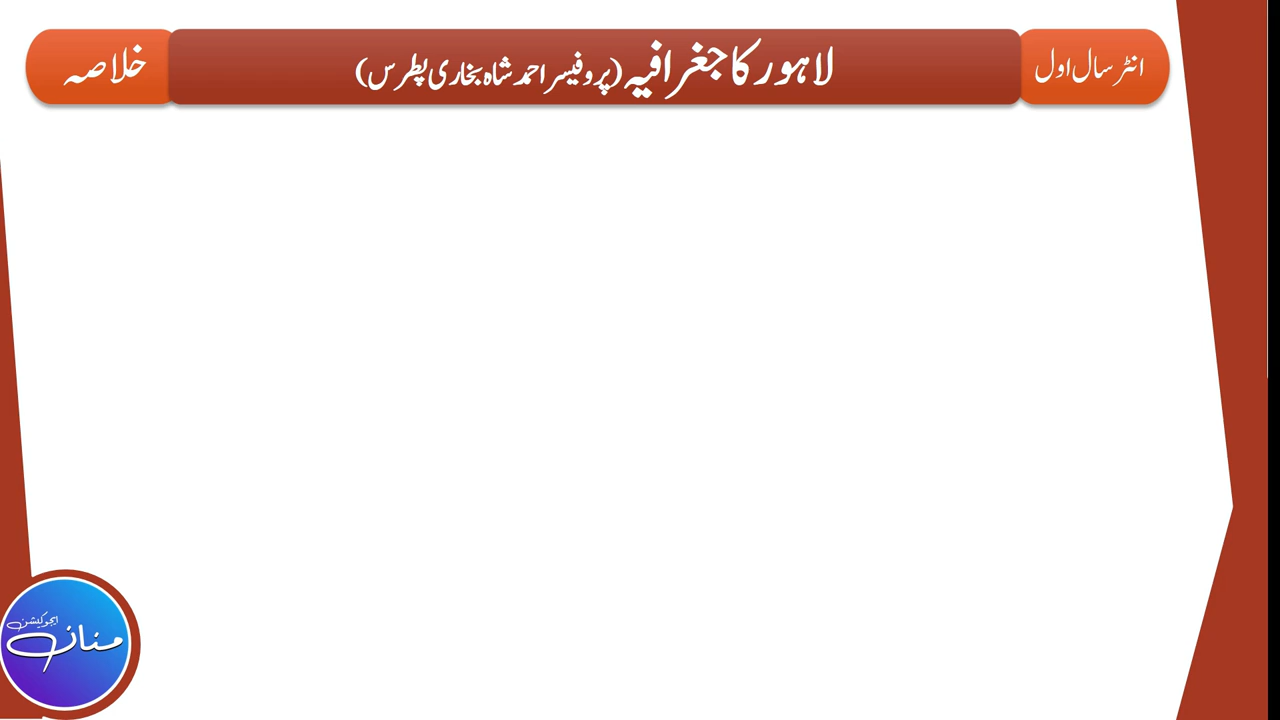 انٹر سال اول
لاہور کا جغرافیہ (پروفیسر احمد شاہ بخاری پطرس)
خلاصہ
ایجوکیشن
منان